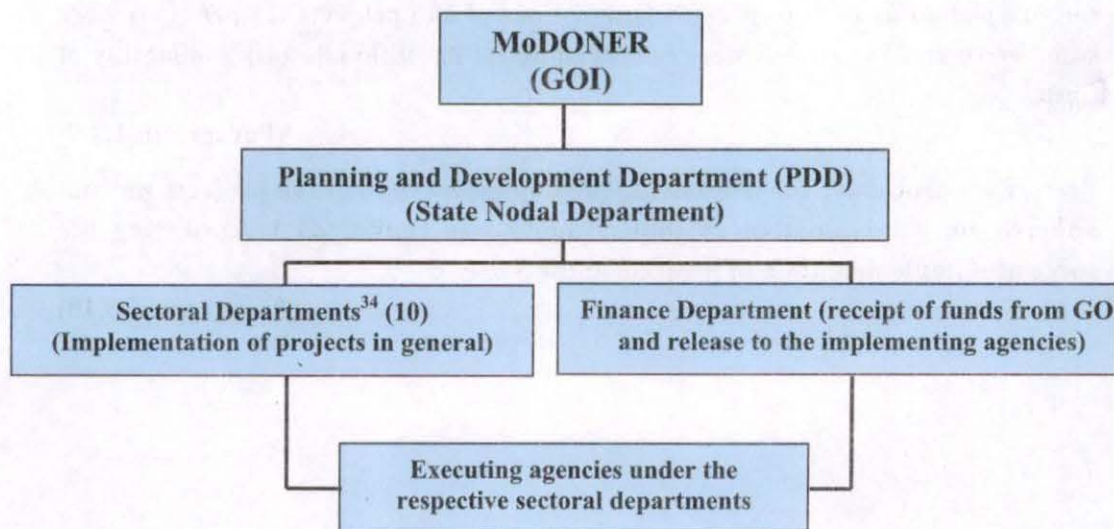 MoDONER
(GOI)
Planning and Development Department (PDD)
(State Nodal Department)
Sectoral Departments34 (10)
(Implementation of projects in general)
Finance Department (receipt of funds from GO
and release to the implementing agencies)
Executing agencies under the
respective sectoral departments